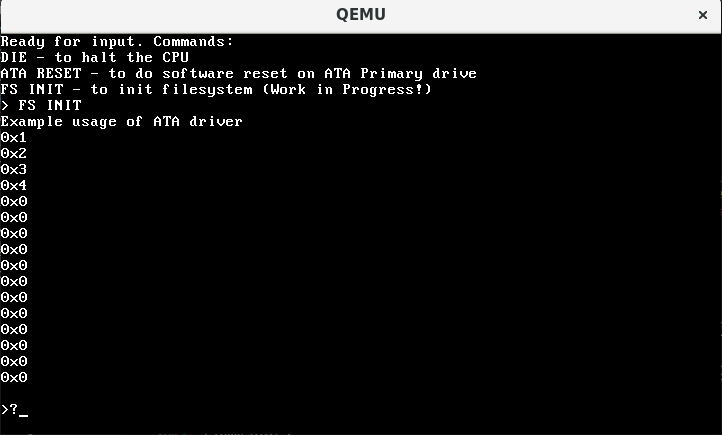 QEMU
Ready for input. Commands:
DIE - to halt the CPU
ATA RESET - to do software reset on ATA Primary drive
FS INIT - to init filesystem (Work in Progress!)
> FS INIT
Example usage of ATA driver
0x1
0x2
0x3
0x4
0x0
0x0
0x0
0x0
0x0
0x0
0x0
0x0
0x0
0x0
0x0
0x0
>?_